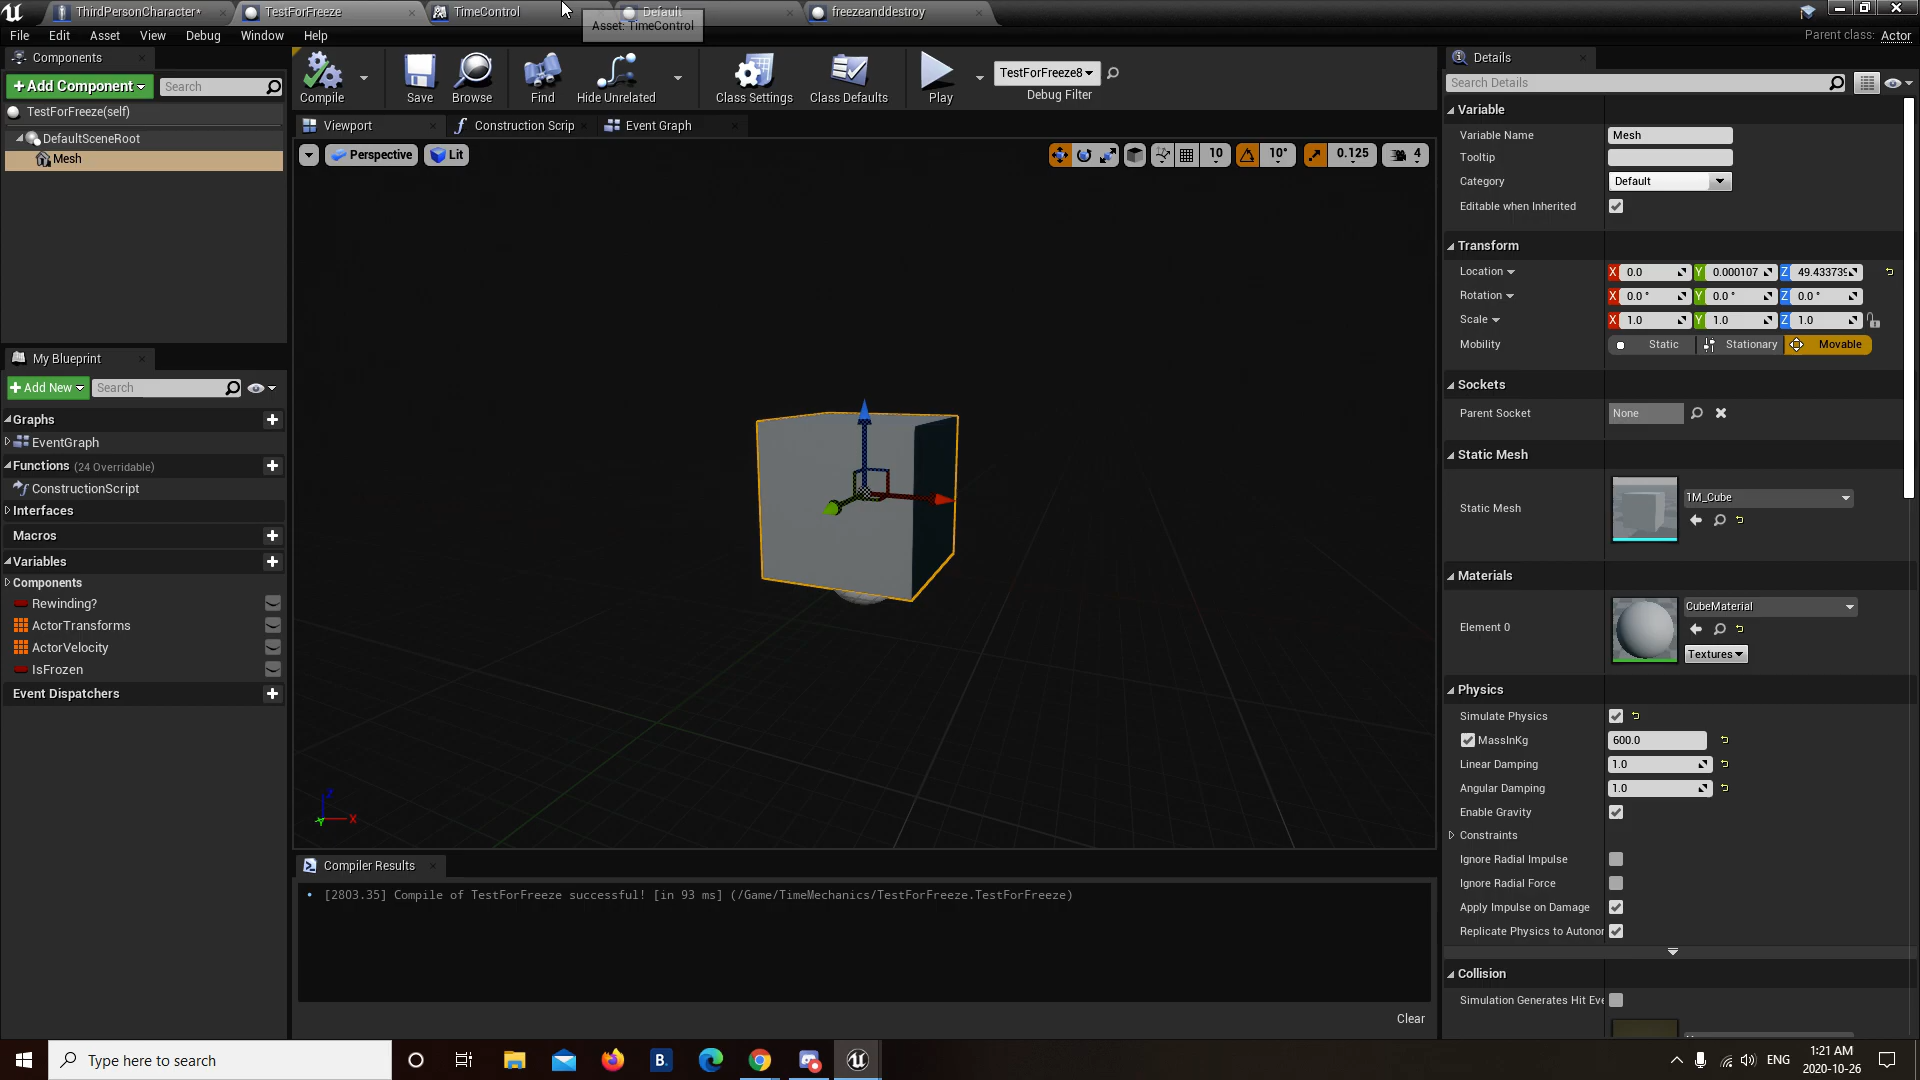 ThirdPersonCharacter*
TestForFreeze
TimeControl
Default
freezeanddestroy
Asset: TimeControl
File Edit Asset View Debug Window Help
Parent class: Actor
Components
+ Add Component
Search
TestForFreeze(self)
DefaultSceneRoot
Mesh
Compile
Save
Browse
Find
Hide Unrelated
Class Settings
Class Defaults
Play
TestForFreeze8
Debug Filter
Viewport
Construction Scrip
Event Graph
Perspective
Lit
10
10°
0.125
4
My Blueprint
+ Add New
Search
Graphs
EventGraph
Functions (24 Overridable)
ConstructionScript
Interfaces
Macros
Variables
Components
Rewinding?
ActorTransforms
ActorVelocity
IsFrozen
Event Dispatchers
Z
X
Y
Compiler Results
[2803.35] Compile of TestForFreeze successful! [in 93 ms] (/Game/TimeMechanics/TestForFreeze.TestForFreeze)
Clear
Details
Search Details
Variable
Variable Name Mesh
Tooltip
Category Default
Editable when Inherited
Transform
Location X 0.0 Y 0.000107 Z 49.433739
Rotation X 0.0° Y 0.0° Z 0.0°
Scale X 1.0 Y 1.0 Z 1.0
Mobility Static Stationary Movable
Sockets
Parent Socket None
Static Mesh
Static Mesh 1M_Cube
Materials
Element 0 CubeMaterial
Textures
Physics
Simulate Physics
MassInKg 600.0
Linear Damping 1.0
Angular Damping 1.0
Enable Gravity
Constraints
Ignore Radial Impulse
Ignore Radial Force
Apply Impulse on Damage
Replicate Physics to Autonor
Collision
Simulation Generates Hit Eve
Type here to search
B.
ENG
1:21 AM
2020-10-26